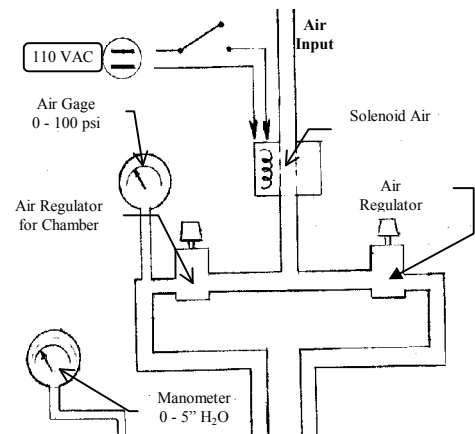 Air
Input
110 VAC
Air Gage
0 - 100 psi
Solenoid Air
Air Regulator
for Chamber
Air
Regulator
Manometer
0 - 5” H₂O